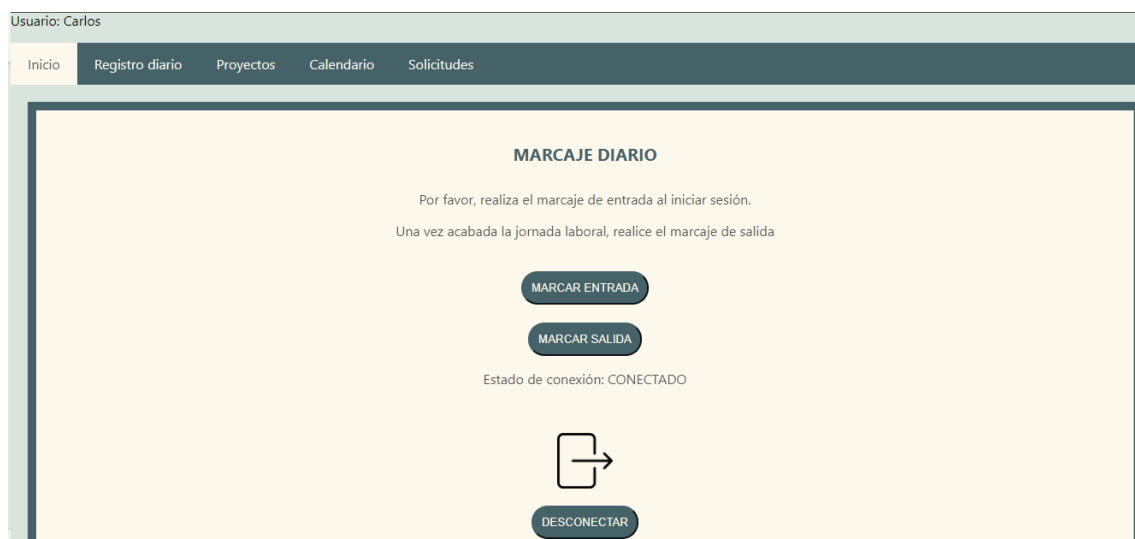 Usuario: Carlos
Inicio Registro diario Proyectos Calendario Solicitudes
MARCAJE DIARIO
Por favor, realiza el marcaje de entrada al iniciar sesión.
Una vez acabada la jornada laboral, realice el marcaje de salida
MARCAR ENTRADA
MARCAR SALIDA
Estado de conexión: CONECTADO
DESCONECTAR